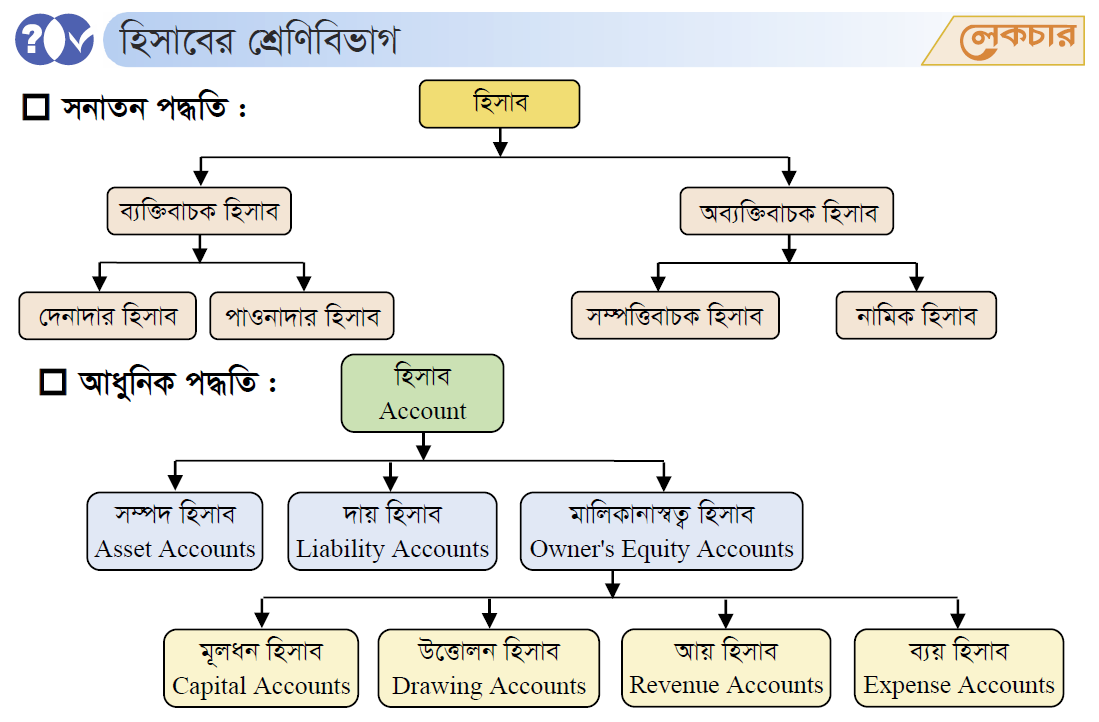 ?
হিসাবের শ্রেণিবিভাগ
লেকচার
সনাতন পদ্ধতি :
হিসাব
ব্যক্তিবাচক হিসাব
অব্যক্তিবাচক হিসাব
দেনাদার হিসাব
পাওনাদার হিসাব
সম্পত্তিবাচক হিসাব
নামিক হিসাব
আধুনিক পদ্ধতি :
হিসাব
Account
সম্পদ হিসাব
Asset Accounts
দায় হিসাব
Liability Accounts
মালিকানাস্বত্ব হিসাব
Owner's Equity Accounts
মূলধন হিসাব
Capital Accounts
উত্তোলন হিসাব
Drawing Accounts
আয় হিসাব
Revenue Accounts
ব্যয় হিসাব
Expense Accounts